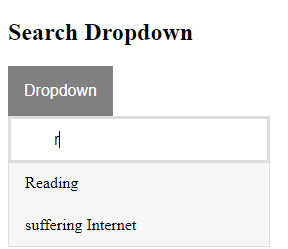 Search Dropdown
Dropdown
r
Reading
suffering Internet